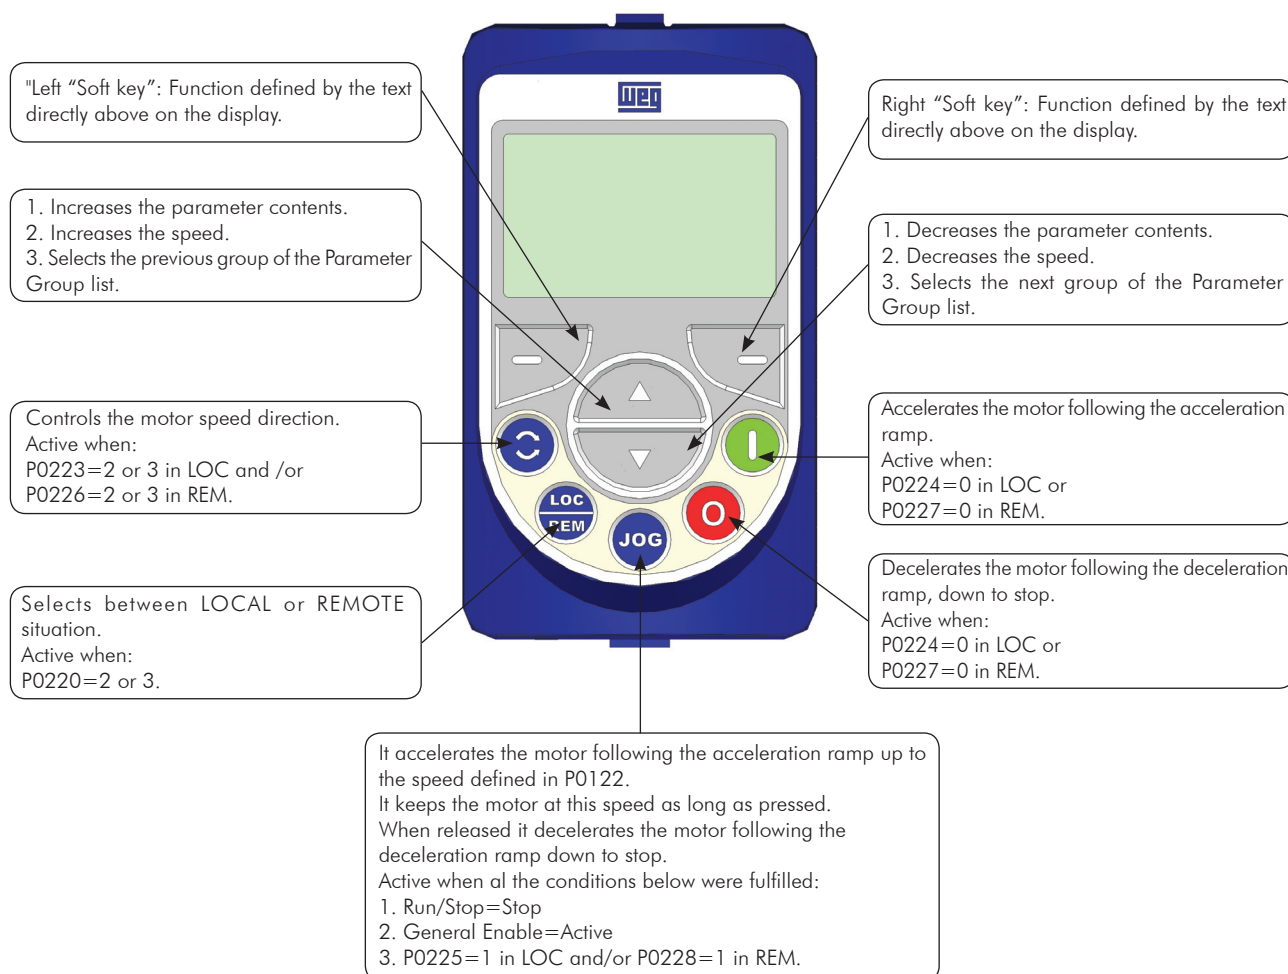 "Left “Soft key”: Function defined by the text
directly above on the display.
1. Increases the parameter contents.
2. Increases the speed.
3. Selects the previous group of the Parameter
Group list.
Controls the motor speed direction.
Active when:
P0223=2 or 3 in LOC and /or
P0226=2 or 3 in REM.
Selects between LOCAL or REMOTE
situation.
Active when:
P0220=2 or 3.
weg
LOC
REM
JOG
Right “Soft key”: Function defined by the text
directly above on the display.
1. Decreases the parameter contents.
2. Decreases the speed.
3. Selects the next group of the Parameter
Group list.
Accelerates the motor following the acceleration
ramp.
Active when:
P0224=0 in LOC or
P0227=0 in REM.
Decelerates the motor following the deceleration
ramp, down to stop.
Active when:
P0224=0 in LOC or
P0227=0 in REM.
It accelerates the motor following the acceleration ramp up to
the speed defined in P0122.
It keeps the motor at this speed as long as pressed.
When released it decelerates the motor following the
deceleration ramp down to stop.
Active when al the conditions below were fulfilled:
1. Run/Stop=Stop
2. General Enable=Active
3. P0225=1 in LOC and/or P0228=1 in REM.